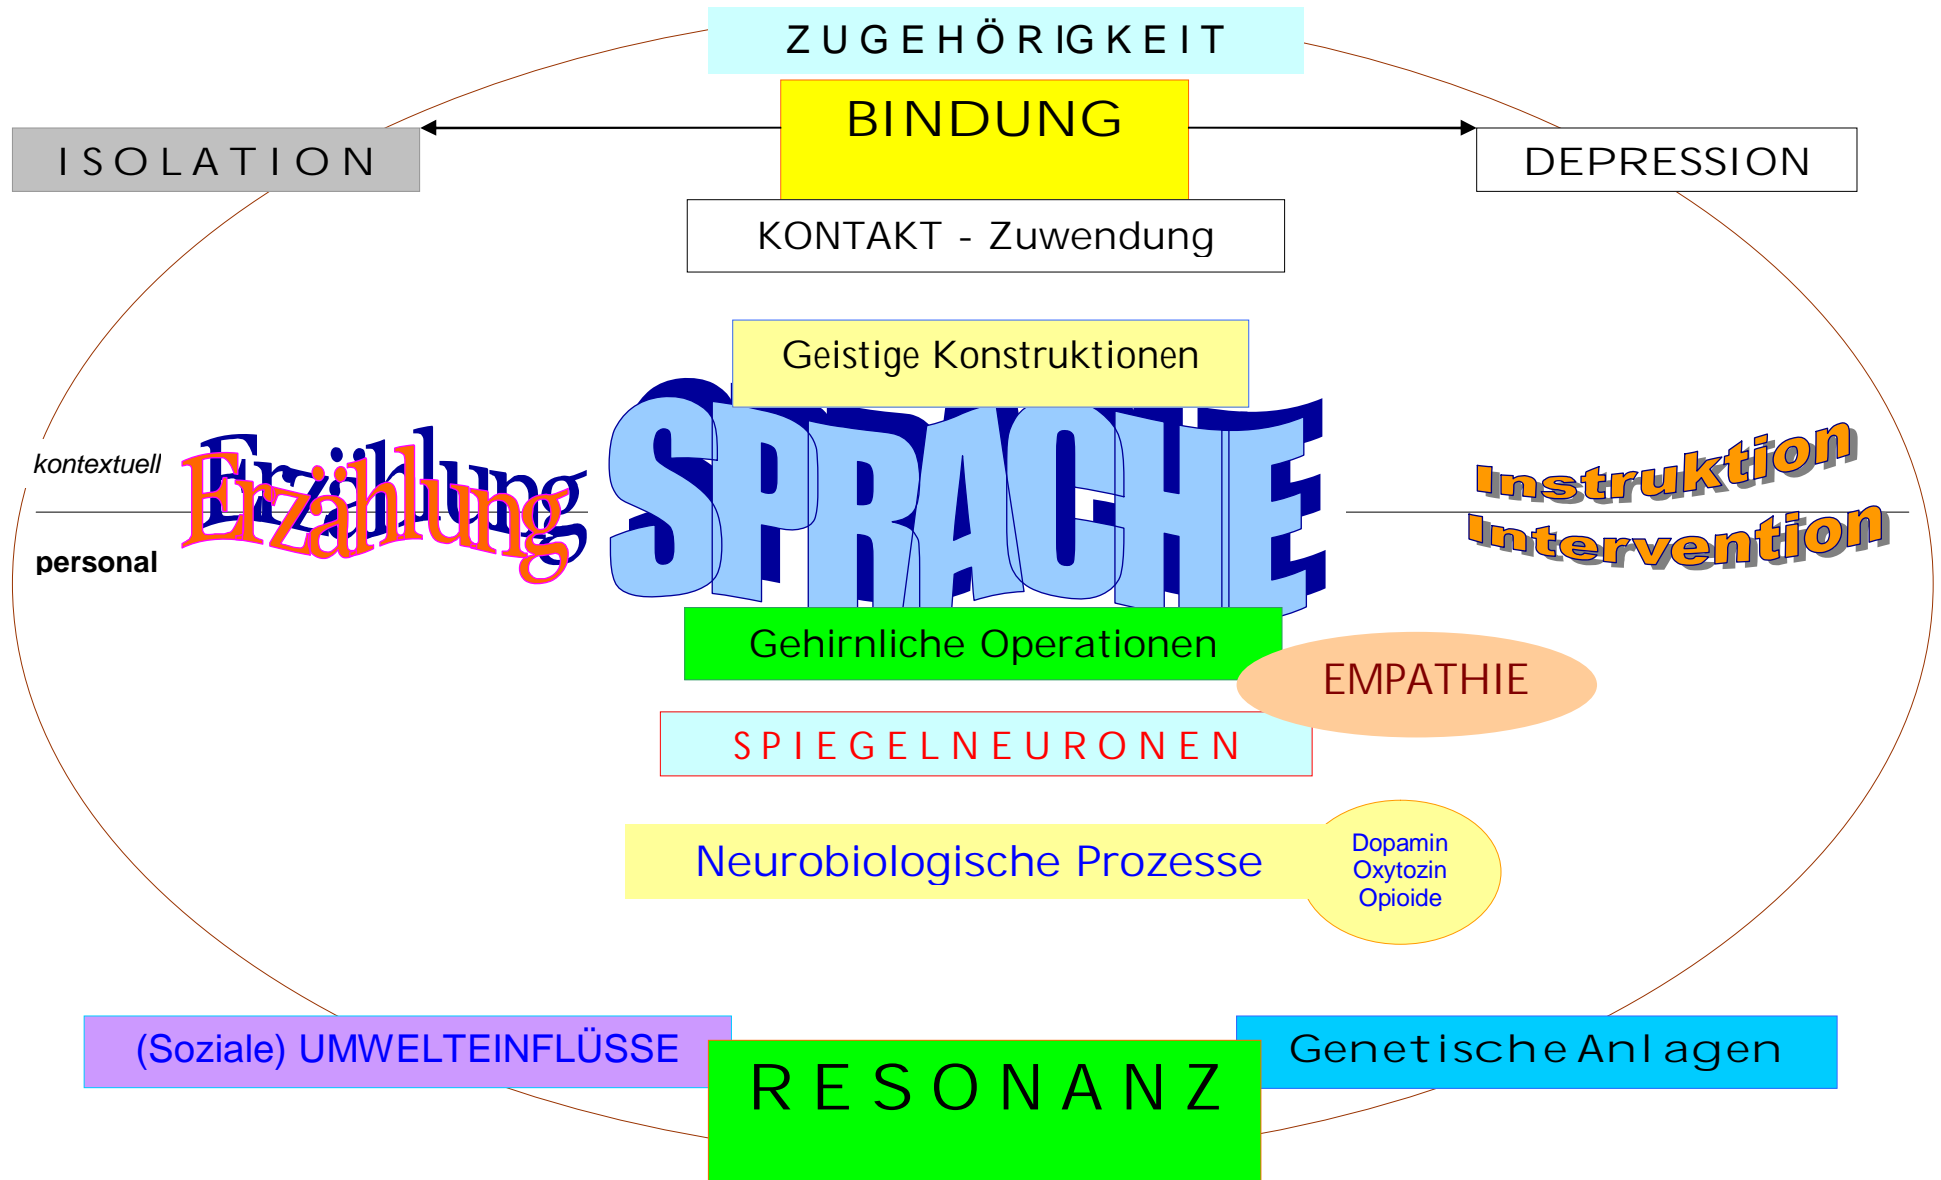 ZUGEHÖRIGKEIT
BINDUNG
ISOLATION
DEPRESSION
KONTAKT - Zuwendung
Geistige Konstruktionen
kontextuell
Erzählung
SPRACHE
Instruktion
Intervention
personal
Gehirnliche Operationen
EMPATHIE
SPIEGELNEURONEN
Neurobiologische Prozesse
Dopamin
Oxytozin
Opioide
(Soziale) UMWELTEINFLÜSSE
Genetische Anlagen
RESONANZ